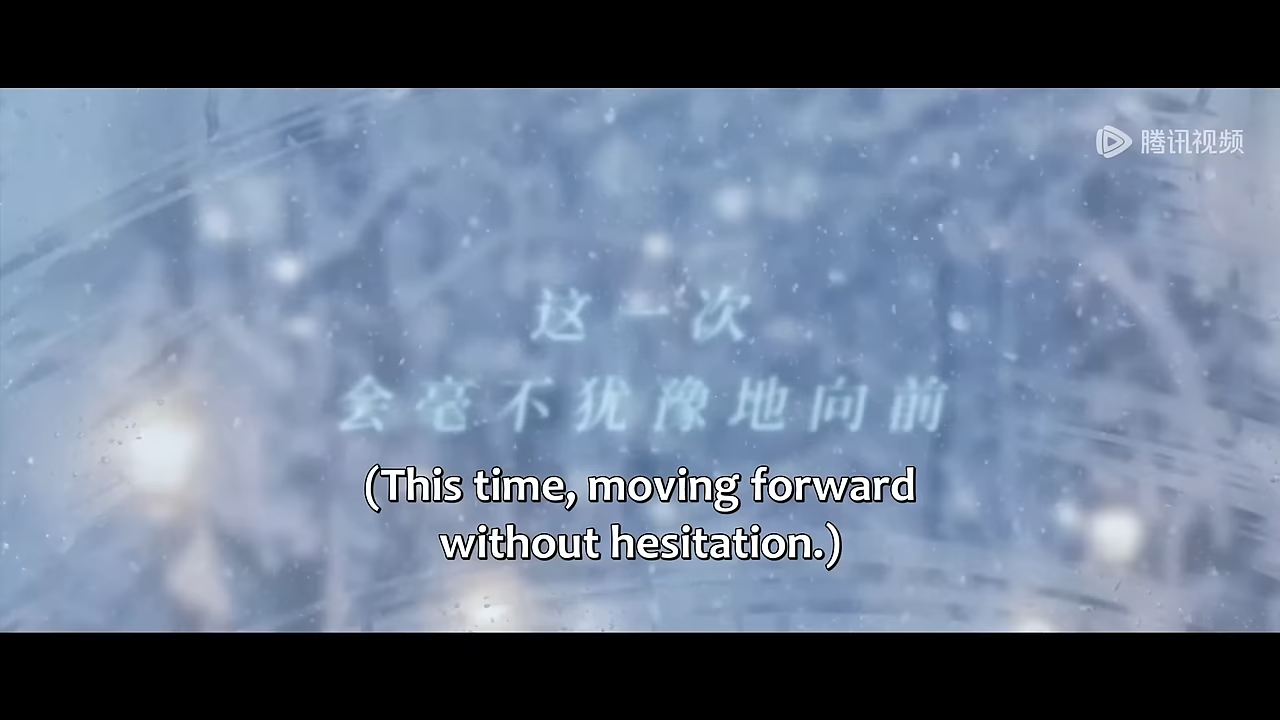 腾讯视频
这一次
会毫不犹豫地向前
(This time, moving forward
without hesitation.)